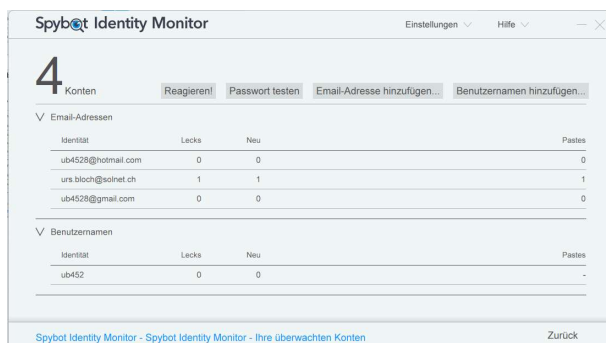 Spybot Identity Monitor Einstellungen Hilfe
4 Konten Reagieren! Passwort testen Email-Adresse hinzufügen... Benutzernamen hinzufügen...
Email-Adressen
Identität Lecks Neu Pastes
ub4528@hotmail.com 0 0 0
urs.bloch@solnet.ch 1 1 1
ub4528@gmail.com 0 0 0
Benutzernamen
Identität Lecks Neu Pastes
ub452 0 0 -
Spybot Identity Monitor - Spybot Identity Monitor - Ihre überwachten Konten Zurück